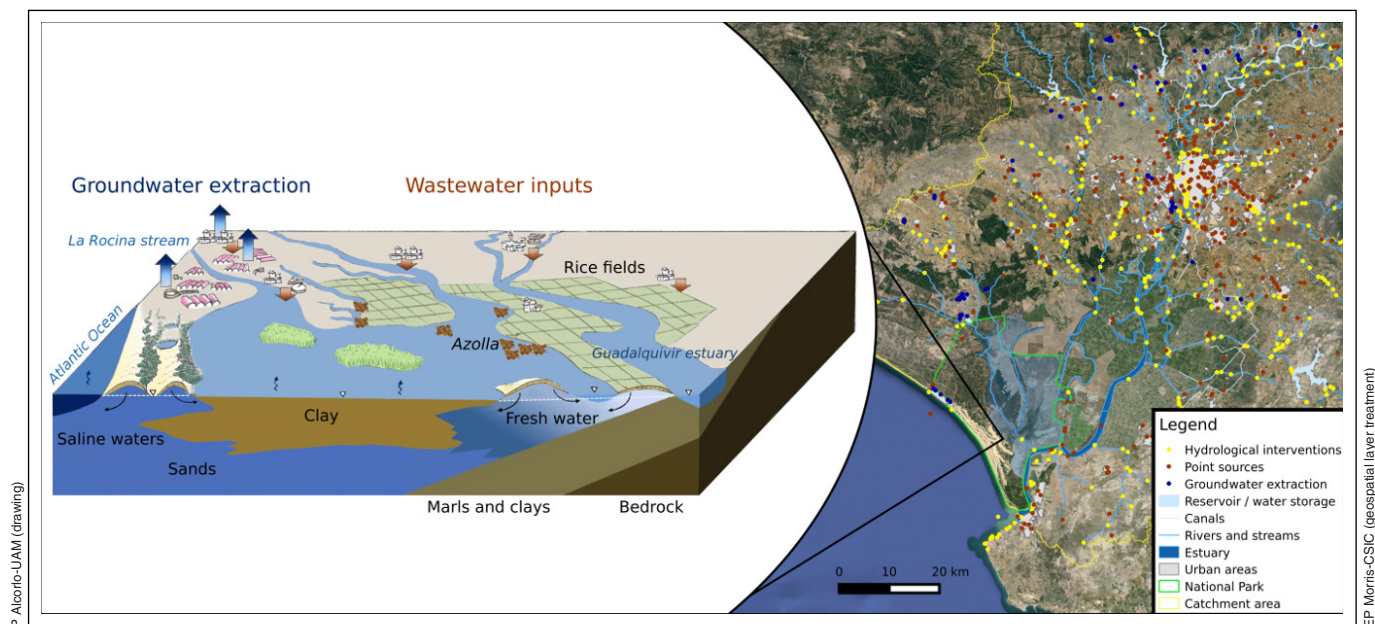 Groundwater extraction
Wastewater inputs
La Rocina stream
Rice fields
Atlantic Ocean
Azolla
Guadalquivir estuary
Clay
Fresh water
Saline waters
Sands
Marls and clays
Bedrock
Legend
Hydrological interventions
Point sources
Groundwater extraction
Reservoir / water storage
Canals
Rivers and streams
Estuary
Urban areas
National Park
Catchment area
0 10 20 km
P Alcorlo-UAM (drawing)
EP Morris-CSIC (geospatial layer treatment)